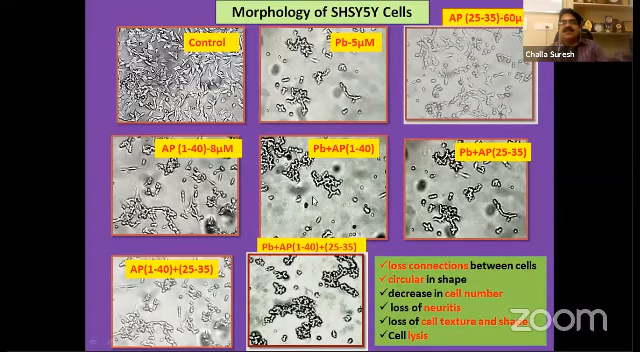 Morphology of SHSY5Y Cells
Control
Pb-5µM
AP (25-35)-60µ
Challa Suresh
AP (1-40)-8µM
Pb+AP(1-40)
Pb+AP(25-35)
AP(1-40)+(25-35)
Pb+AP(1-40)+(25-35)
✓loss connections between cells
✓circular in shape
✓decrease in cell number
✓ loss of neuritis
✓loss of cell texture and shape
✓Cell lysis
zoom